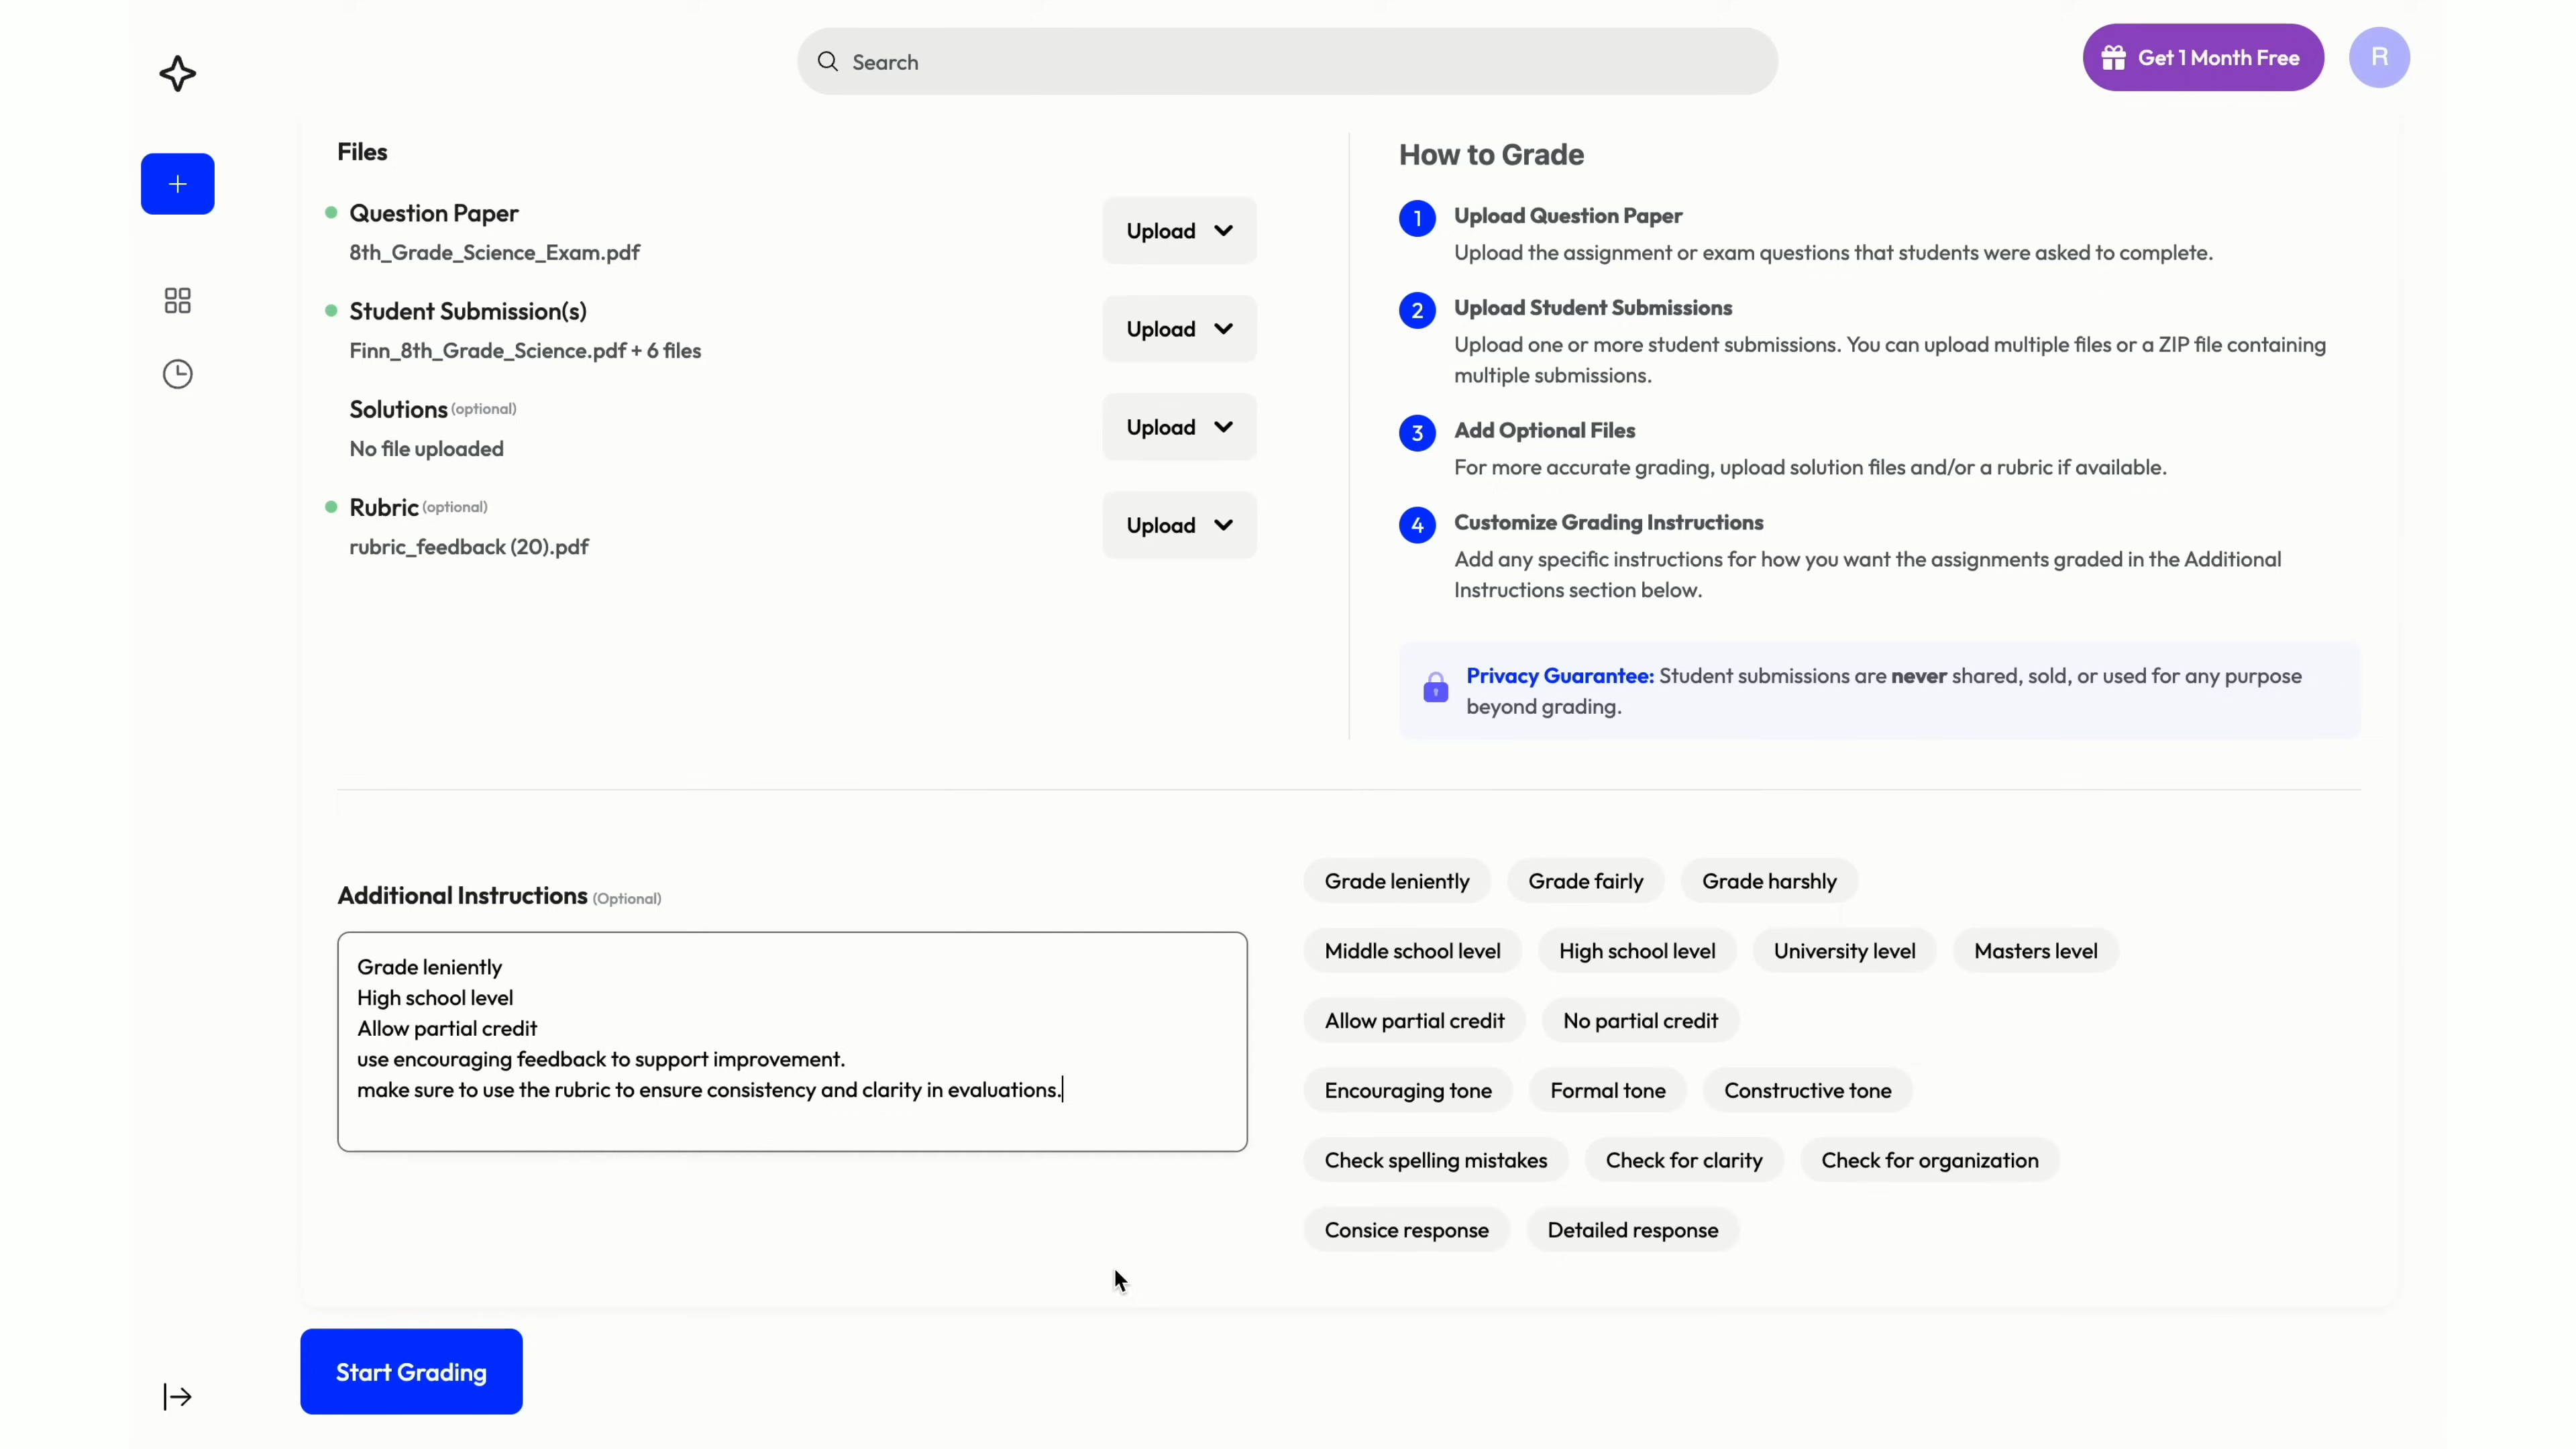 Search
Get 1 Month Free
R
Files
Question Paper
8th_Grade_Science_Exam.pdf
Upload
Student Submission(s)
Finn_8th_Grade_Science.pdf + 6 files
Upload
Solutions (optional)
No file uploaded
Upload
Rubric (optional)
rubric_feedback (20).pdf
Upload
How to Grade
1 Upload Question Paper
Upload the assignment or exam questions that students were asked to complete.
2 Upload Student Submissions
Upload one or more student submissions. You can upload multiple files or a ZIP file containing
multiple submissions.
3 Add Optional Files
For more accurate grading, upload solution files and/or a rubric if available.
4 Customize Grading Instructions
Add any specific instructions for how you want the assignments graded in the Additional
Instructions section below.
Privacy Guarantee: Student submissions are never shared, sold, or used for any purpose
beyond grading.
Additional Instructions (Optional)
Grade leniently
High school level
Allow partial credit
use encouraging feedback to support improvement.
make sure to use the rubric to ensure consistency and clarity in evaluations.
Grade leniently Grade fairly Grade harshly
Middle school level High school level University level Masters level
Allow partial credit No partial credit
Encouraging tone Formal tone Constructive tone
Check spelling mistakes Check for clarity Check for organization
Consice response Detailed response
Start Grading